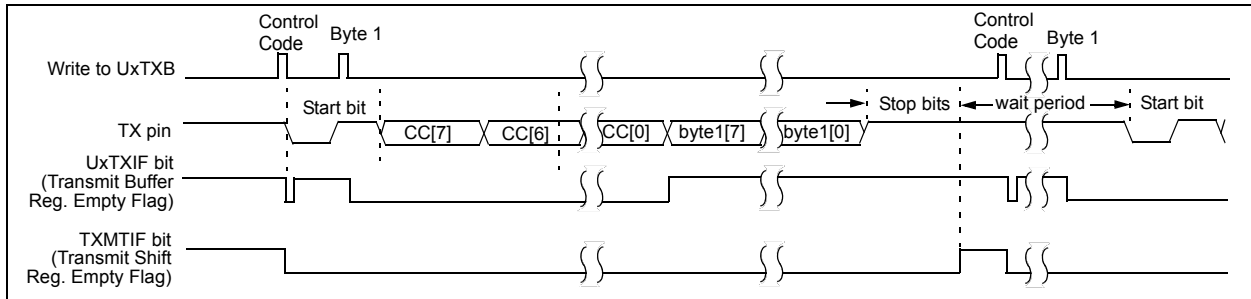 Control
Code
Byte 1
Control
Code
Byte 1
Write to UxTXB
Start bit
Stop bits
wait period
Start bit
TX pin
CC[7]
CC[6]
CC[0]
byte1[7]
byte1[0]
UxTXIF bit
(Transmit Buffer
Reg. Empty Flag)
TXMTIF bit
(Transmit Shift
Reg. Empty Flag)